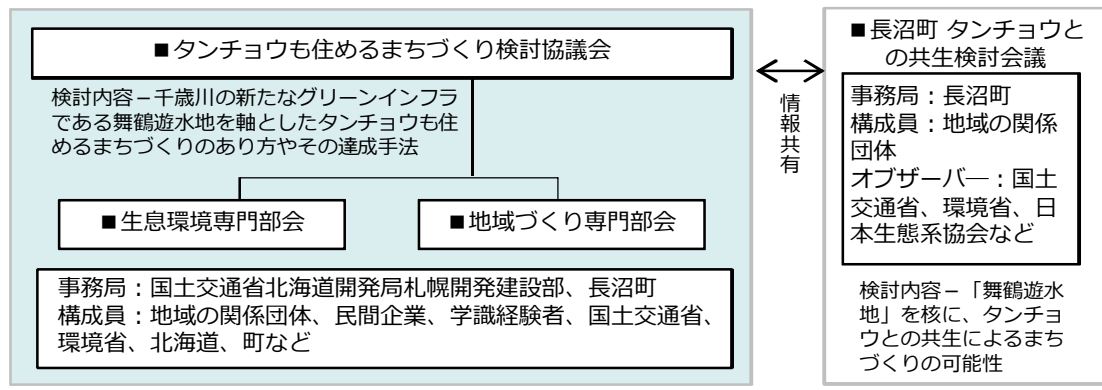 ■タンチョウも住めるまちづくり検討協議会
検討内容－千歳川の新たなグリーンインフラ
である舞鶴遊水地を軸としたタンチョウも住
めるまちづくりのあり方やその達成手法
■生息環境専門部会
■地域づくり専門部会
事務局：国土交通省北海道開発局札幌開発建設部、長沼町
構成員：地域の関係団体、民間企業、学識経験者、国土交通省、
環境省、北海道、町など
情報共有
■長沼町 タンチョウと
の共生検討会議
事務局：長沼町
構成員：地域の関係
団体
オブザーバ―：国土
交通省、環境省、日
本生態系協会など
検討内容－「舞鶴遊水
地」を核に、タンチョ
ウとの共生によるまち
づくりの可能性